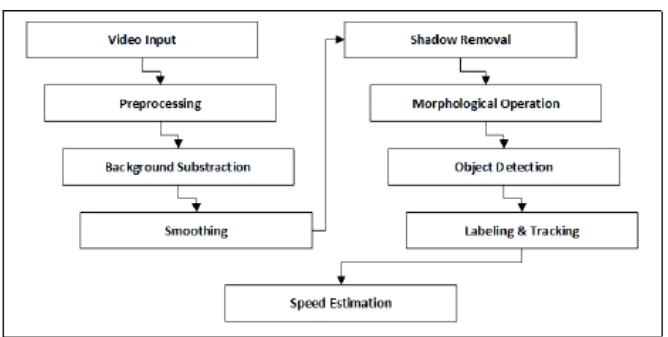 Video Input
Preprocessing
Background Substraction
Smoothing
Shadow Removal
Morphological Operation
Object Detection
Labeling & Tracking
Speed Estimation